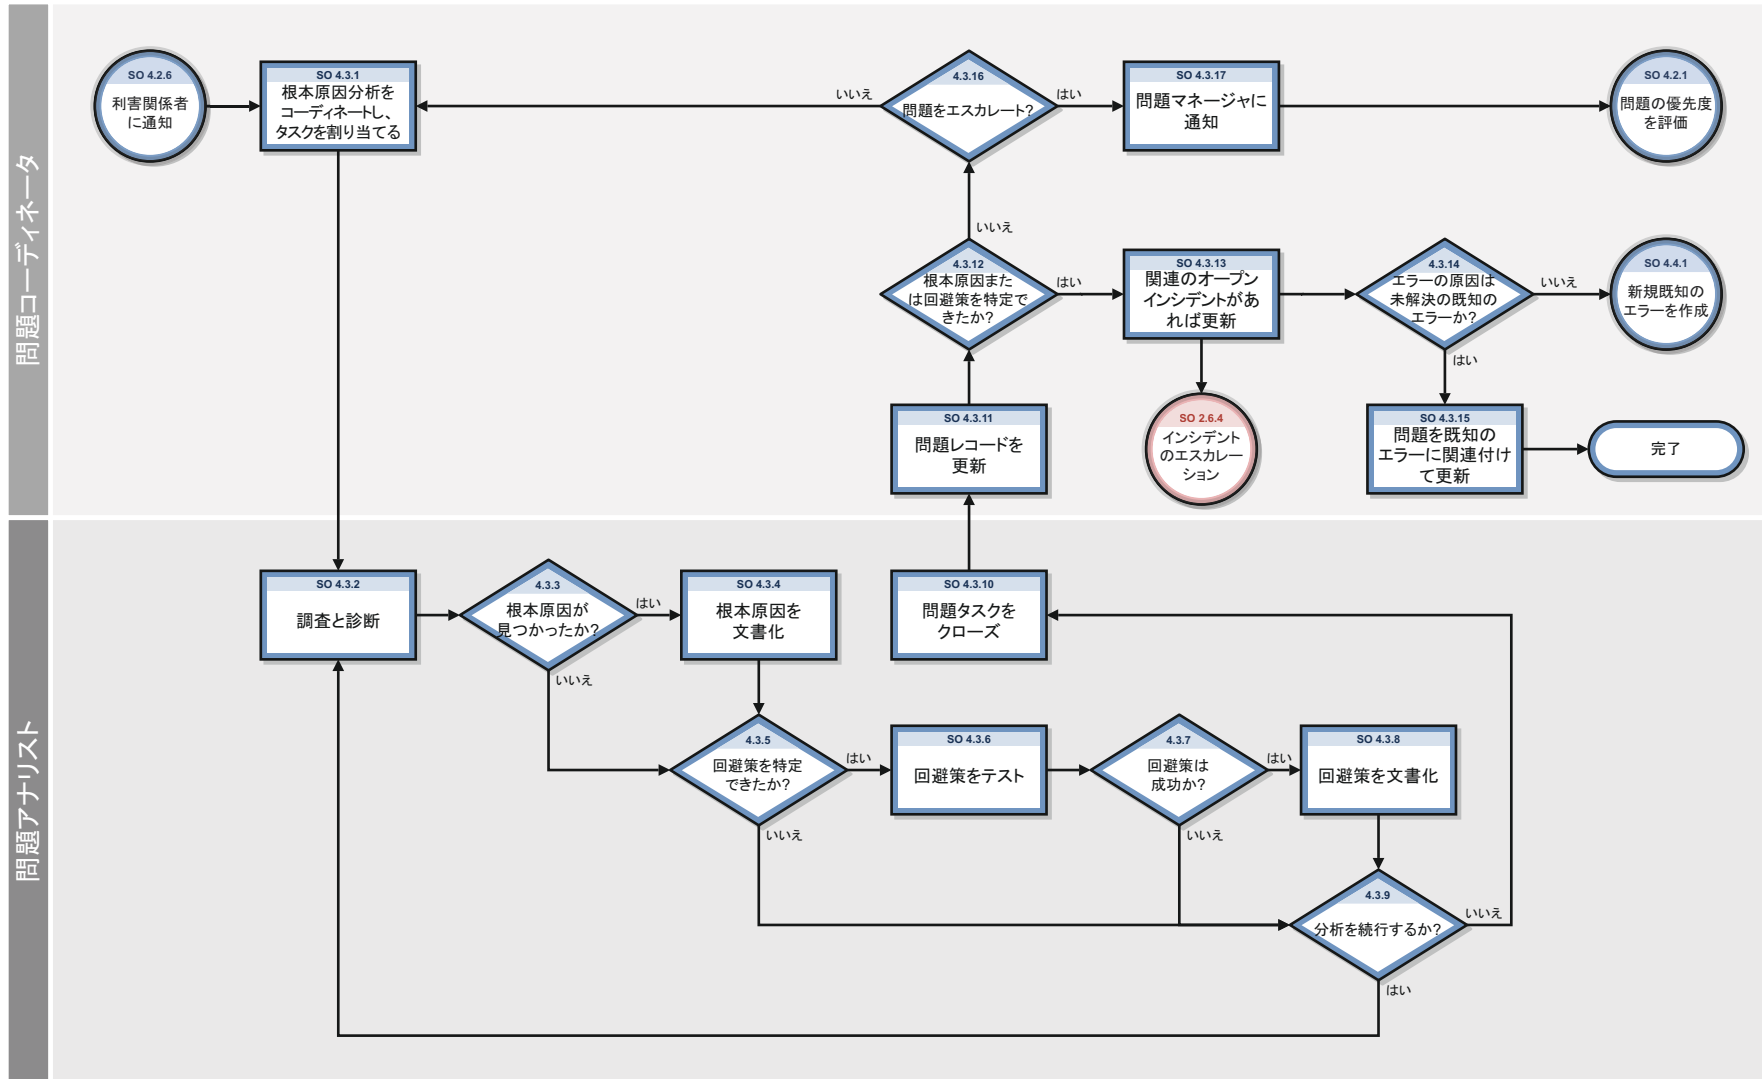 問題コーディネータ
SO 4.2.6
利害関係者
に通知
SO 4.3.1
根本原因分析を
コーディネートし、
タスクを割り当てる
いいえ
4.3.16
問題をエスカレート?
はい
SO 4.3.17
問題マネージャに
通知
SO 4.2.1
問題の優先度
を評価
いいえ
4.3.12
根本原因また
は回避策を特定で
きたか?
はい
SO 4.3.13
関連のオープン
インシデントがあ
れば更新
4.3.14
エラーの原因は
未解決の既知の
エラーか?
いいえ
SO 4.4.1
新規既知の
エラーを作成
はい
SO 4.3.11
問題レコードを
更新
SO 2.6.4
インシデント
のエスカレー
ション
SO 4.3.15
問題を既知の
エラーに関連付け
て更新
完了
問題アナリスト
SO 4.3.2
調査と診断
4.3.3
根本原因が
見つかったか?
はい
いいえ
SO 4.3.4
根本原因を
文書化
SO 4.3.10
問題タスクを
クローズ
4.3.5
回避策を特定
できたか?
はい
いいえ
SO 4.3.6
回避策をテスト
4.3.7
回避策は
成功か?
はい
いいえ
SO 4.3.8
回避策を文書化
4.3.9
分析を続行するか?
いいえ
はい